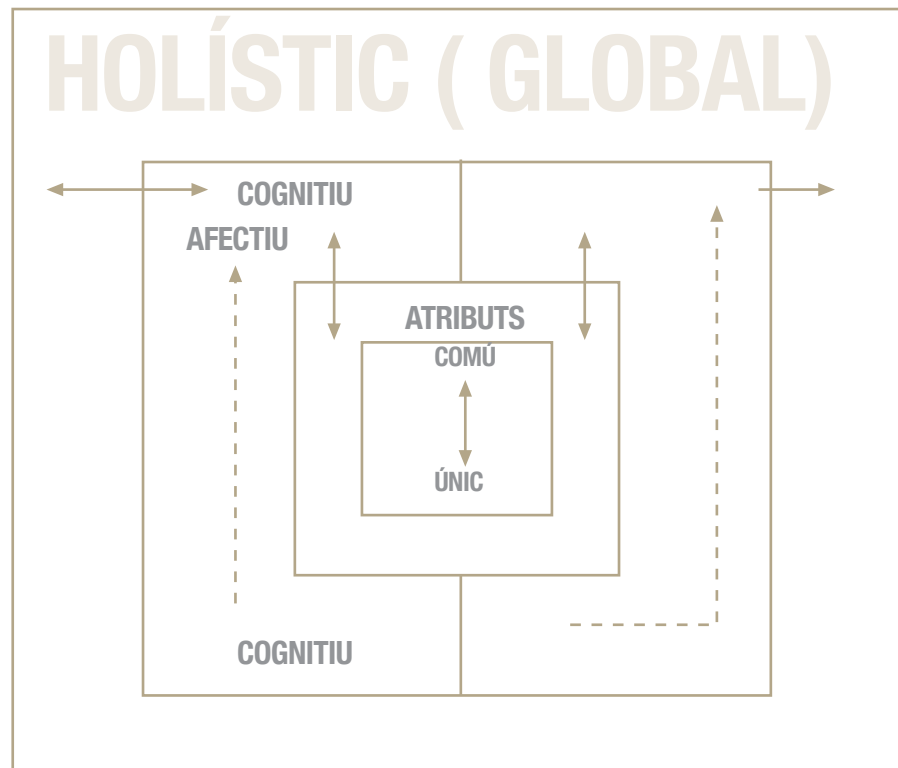 HOLÍSTIC ( GLOBAL)
COGNITIU
AFECTIU
ATRIBUTS
COMÚ
ÚNIC
COGNITIU